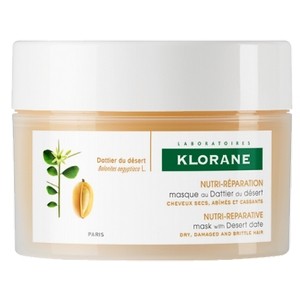 LABORATOIRES
KLORANE
Dattier du désert
Balanites aegyptiaca L.
NUTRI-RÉPARATION
masque au Dattier du désert
CHEVEUX SECS, ABÎMÉS ET CASSANTS
NUTRI-REPARATIVE
mask with Desert date
DRY, DAMAGED AND BRITTLE HAIR
PARIS